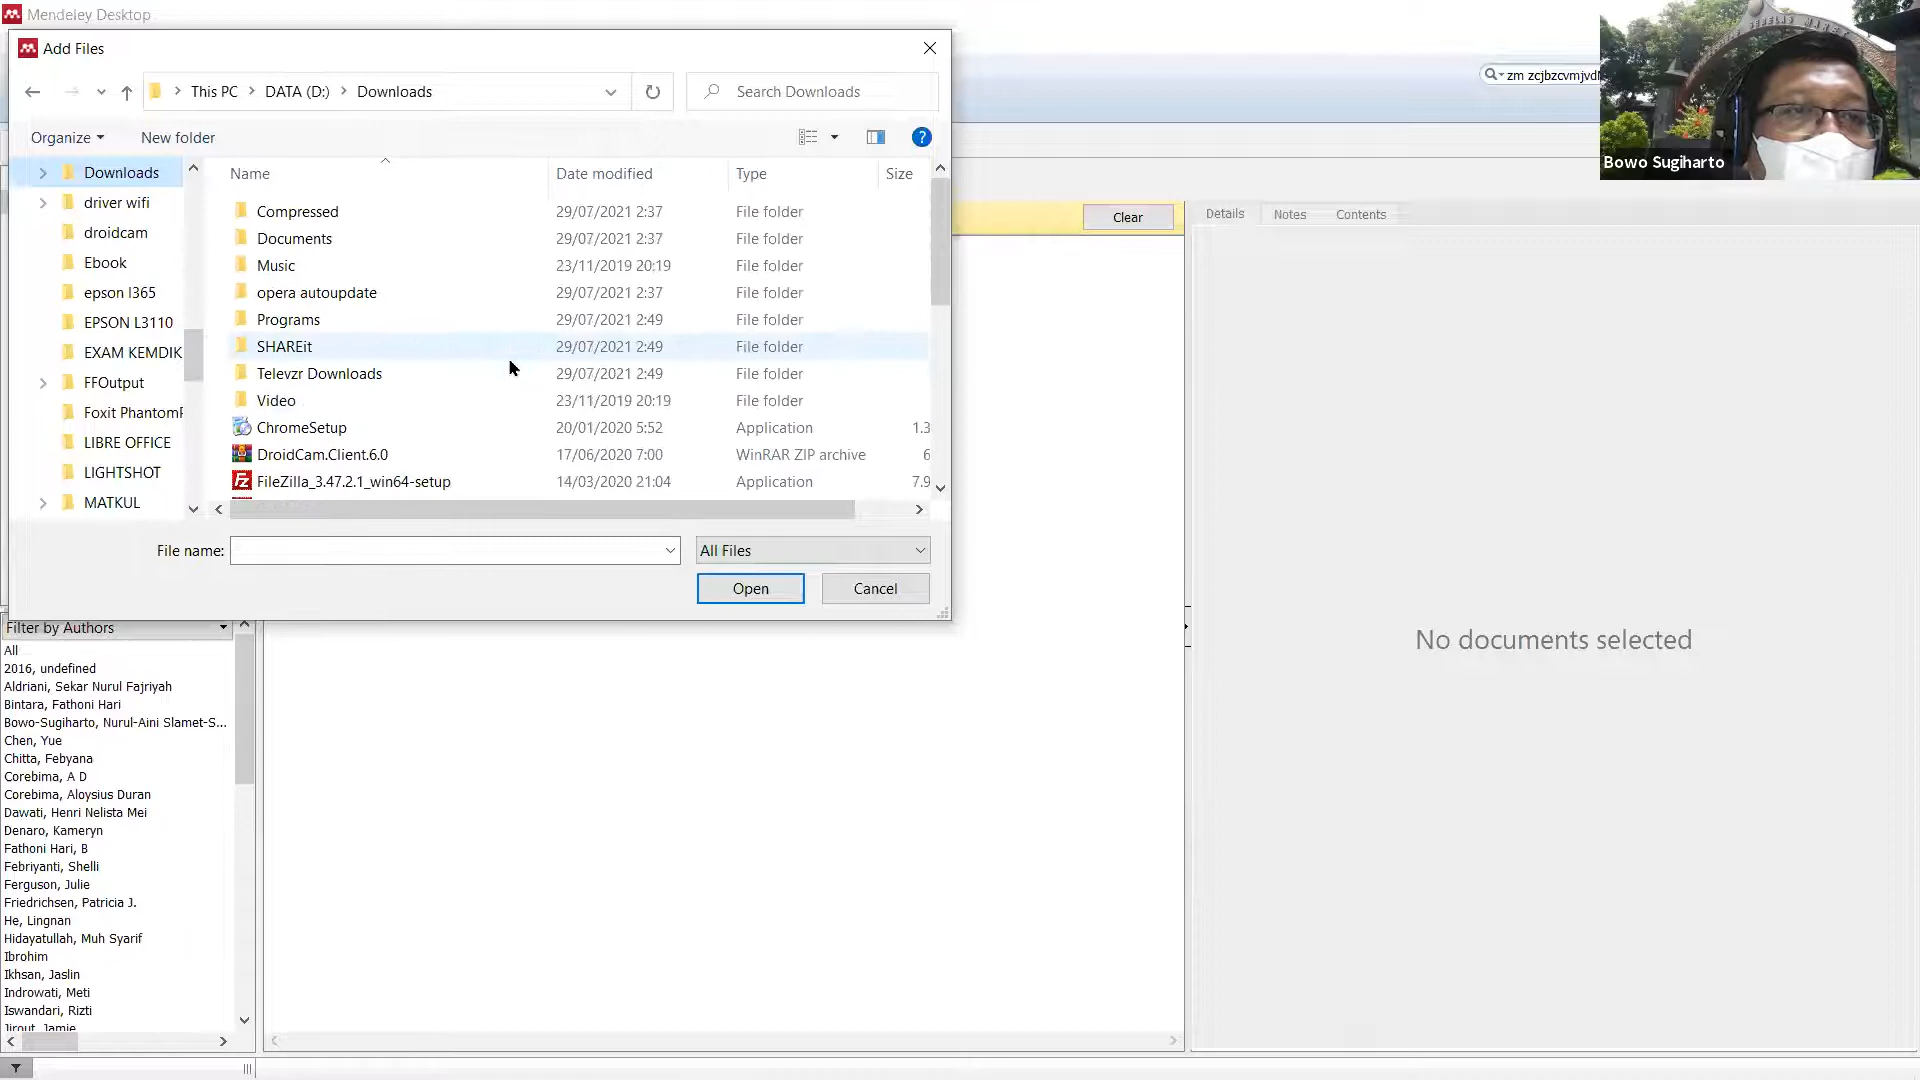 Mendeley Desktop
Add Files
This PC > DATA (D:) > Downloads
Search Downloads
Organize
New folder
?
Name
Date modified
Type
Size
Downloads
driver wifi
droidcam
Ebook
epson l365
EPSON L3110
EXAM KEMDIK
FFOutput
Foxit Phantom
LIBRE OFFICE
LIGHTSHOT
MATKUL
Compressed 29/07/2021 2:37 File folder
Documents 29/07/2021 2:37 File folder
Music 23/11/2019 20:19 File folder
opera autoupdate 29/07/2021 2:37 File folder
Programs 29/07/2021 2:49 File folder
SHAREit 29/07/2021 2:49 File folder
Televzr Downloads 29/07/2021 2:49 File folder
Video 23/11/2019 20:19 File folder
ChromeSetup 20/01/2020 5:52 Application 1.3
DroidCam.Client.6.0 17/06/2020 7:00 WinRAR ZIP archive 6
FileZilla_3.47.2.1_win64-setup 14/03/2020 21:04 Application 7.9
File name:
All Files
Open
Cancel
Filter by Authors
All
2016, undefined
Aldriani, Sekar Nurul Fajriyah
Bintara, Fathoni Hari
Bowo-Sugiharto, Nurul-Aini Slamet-S...
Chen, Yue
Chitta, Febyana
Corebima, A D
Corebima, Aloysius Duran
Dawati, Henri Nelista Mei
Denaro, Kameryn
Fathoni Hari, B
Febriyanti, Shelli
Ferguson, Julie
Friedrichsen, Patricia J.
He, Lingnan
Hidayatullah, Muh Syarif
Ibrohim
Ikhsan, Jaslin
Indrowati, Meti
Iswandari, Rizti
Jirout, Jamie
Clear
Details
Notes
Contents
No documents selected
zm zcjbzcvmjvd
SEBELAS MARET
Bowo Sugiharto